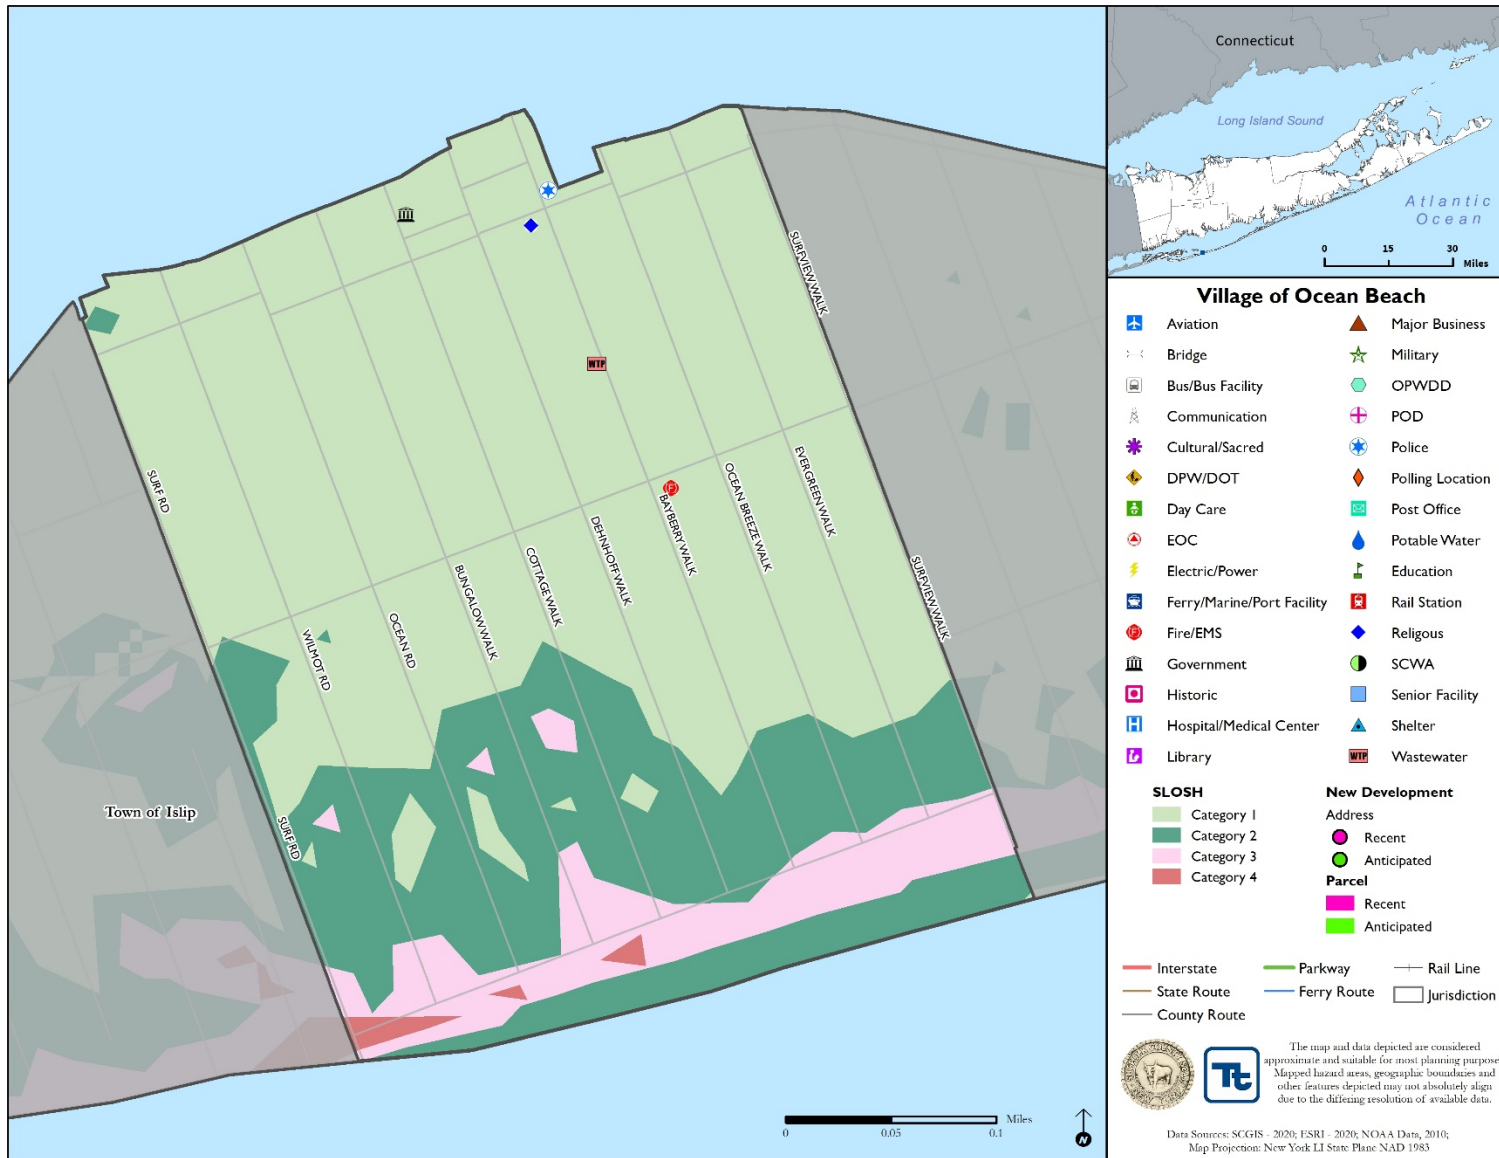 Connecticut
Long Island Sound
Atlantic
Ocean
0 15 30
Miles
SURFVIEW WALK
SURF RD
WTP
EVERGREEN WALK
OCEAN BREEZE WALK
F
BAYBERRY WALK
DEHNHOFF WALK
COTTAGE WALK
BUNGALOW WALK
OCEAN RD
WILMOT RD
SURFVIEW WALK
SURF RD
Town of Islip
Miles
0 0.05 0.1
N
Village of Ocean Beach
Aviation
Bridge
Bus/Bus Facility
Communication
Cultural/Sacred
DPW/DOT
Day Care
EOC
Electric/Power
Ferry/Marine/Port Facility
F Fire/EMS
Government
Historic
H Hospital/Medical Center
Library
Major Business
Military
OPWDD
POD
Police
Polling Location
Post Office
Potable Water
Education
Rail Station
Religous
SCWA
Senior Facility
Shelter
WTP Wastewater
SLOSH
Category 1
Category 2
Category 3
Category 4
New Development
Address
Recent
Anticipated
Parcel
Recent
Anticipated
Interstate
State Route
County Route
Parkway
Ferry Route
Rail Line
Jurisdiction
Tt
The map and data depicted are considered
approximate and suitable for most planning purpose
Mapped hazard areas, geographic boundaries and
other features depicted may not absolutely align
due to the differing resolution of available data.
Data Sources: SCGIS - 2020; ESRI - 2020; NOAA Data, 2010;
Map Projection: New York LI State Plane NAD 1983